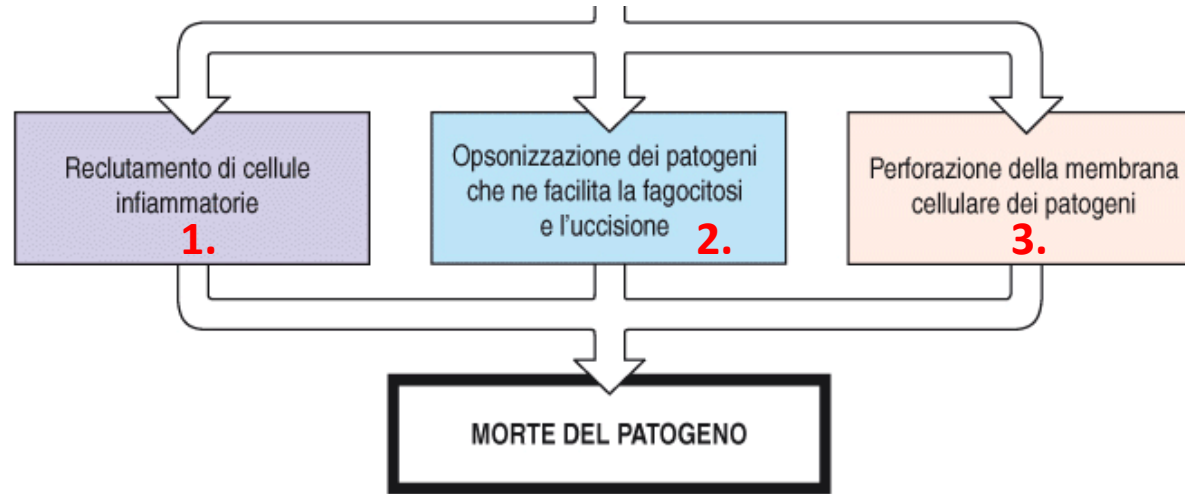 Reclutamento di cellule
infiammatorie
1.
Opsonizzazione dei patogeni
che ne facilita la fagocitosi
e l'uccisione 2.
Perforazione della membrana
cellulare dei patogeni
3.
MORTE DEL PATOGENO